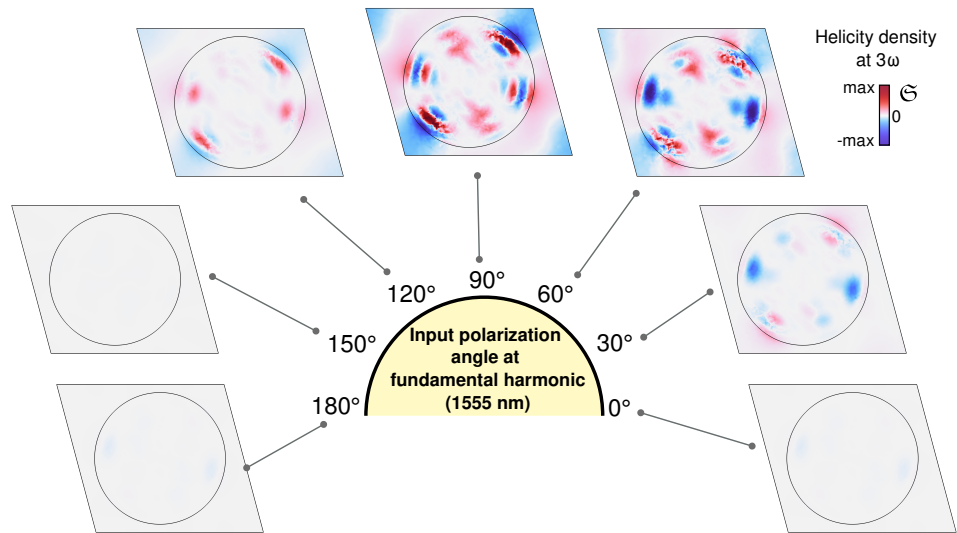 Helicity density
at 3ω
max
𝔖
0
-max
90°
120°
60°
150°
30°
180°
0°
Input polarization
angle at
fundamental harmonic
(1555 nm)